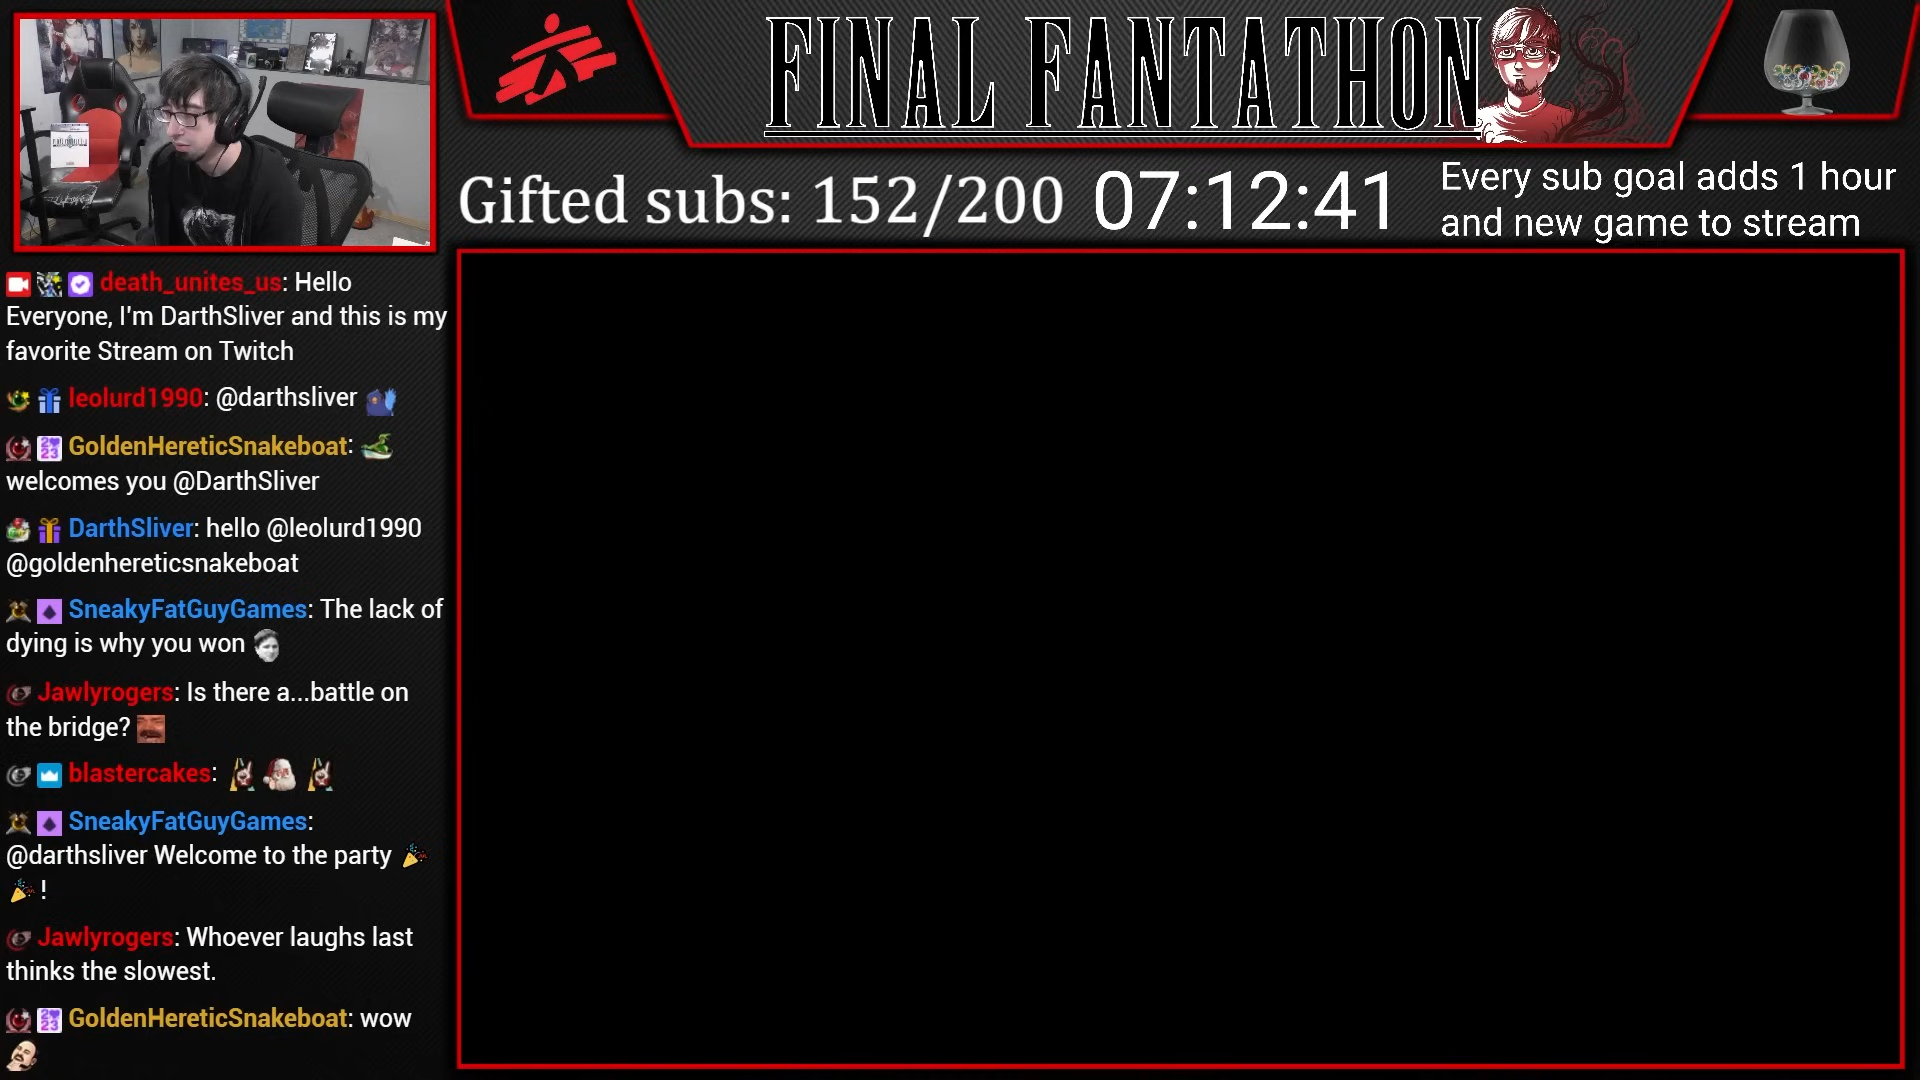 FINAL FANTATHON
Gifted subs: 152/200
07:12:41
Every sub goal adds 1 hour
and new game to stream
death_unites_us: Hello
Everyone, I'm DarthSliver and this is my
favorite Stream on Twitch
leolurd1990: @darthsliver
GoldenHereticSnakeboat:
welcomes you @DarthSliver
DarthSliver: hello @leolurd1990
@goldenhereticsnakeboat
SneakyFatGuyGames: The lack of
dying is why you won
Jawlyrogers: Is there a...battle on
the bridge?
blastercakes:
SneakyFatGuyGames:
@darthsliver Welcome to the party
!
Jawlyrogers: Whoever laughs last
thinks the slowest.
GoldenHereticSnakeboat: wow